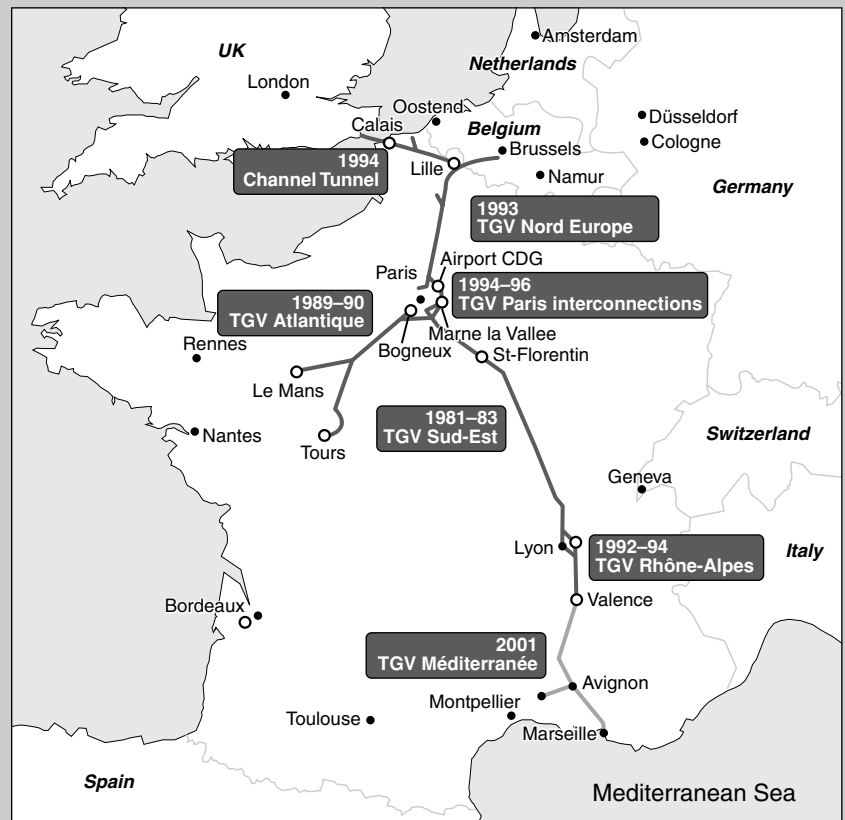 Amsterdam
UK
Netherlands
London
Oostend
Düsseldorf
Calais
Belgium
Cologne
Brussels
1994
Channel Tunnel
Lille
Namur
Germany
1993
TGV Nord Europe
Airport CDG
Paris
1994–96
TGV Paris interconnections
1989–90
TGV Atlantique
Marne la Vallee
Rennes
Bogneux
St-Florentin
Le Mans
1981–83
TGV Sud-Est
Switzerland
Nantes
Tours
Geneva
Lyon
1992–94
TGV Rhône-Alpes
Italy
Valence
Bordeaux
2001
TGV Méditerranée
Avignon
Montpellier
Toulouse
Marseille
Spain
Mediterranean Sea